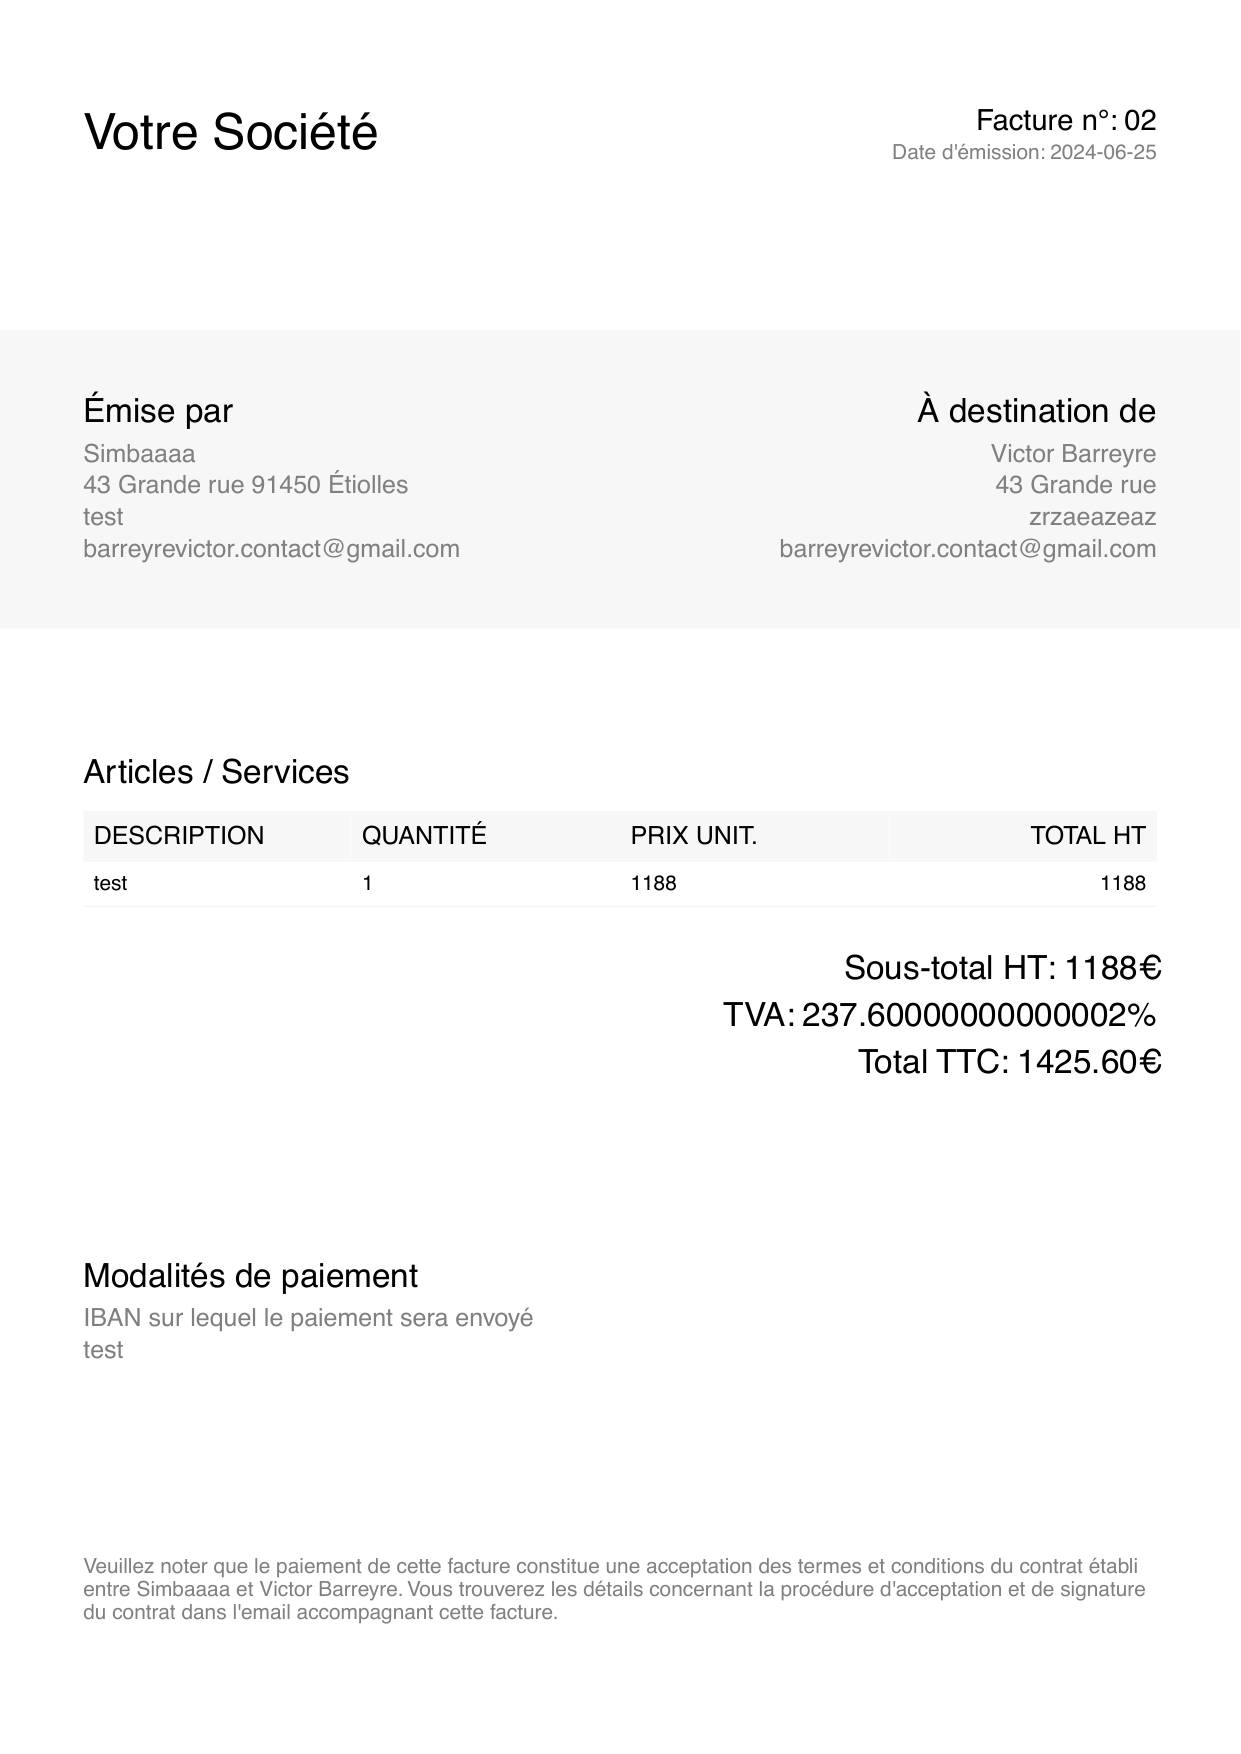 Votre Société
Facture n°: 02
Date d'émission: 2024-06-25
Émise par
Simbaaaa
43 Grande rue 91450 Étiolles
test
barreyrevictor.contact@gmail.com
À destination de
Victor Barreyre
43 Grande rue
zrzaeazeaz
barreyrevictor.contact@gmail.com
Articles / Services
DESCRIPTION QUANTITÉ PRIX UNIT. TOTAL HT
test 1 1188 1188
Sous-total HT: 1188€
TVA: 237.60000000000002%
Total TTC: 1425.60€
Modalités de paiement
IBAN sur lequel le paiement sera envoyé
test
Veuillez noter que le paiement de cette facture constitue une acceptation des termes et conditions du contrat établi
entre Simbaaaa et Victor Barreyre. Vous trouverez les détails concernant la procédure d'acceptation et de signature
du contrat dans l'email accompagnant cette facture.